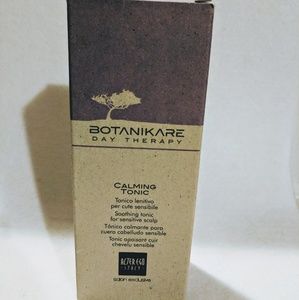 BOTANIKARE
DAY THERAPY
CALMING
TONIC
Tonico lenitivo
per cute sensibile
Soothing tonic
for sensitive scalp
Tónico calmante para
cuero cabelludo sensible
Tonic apaisant cuir
chevelu sensible
ALTER EGO
ITALY
salon exclusive